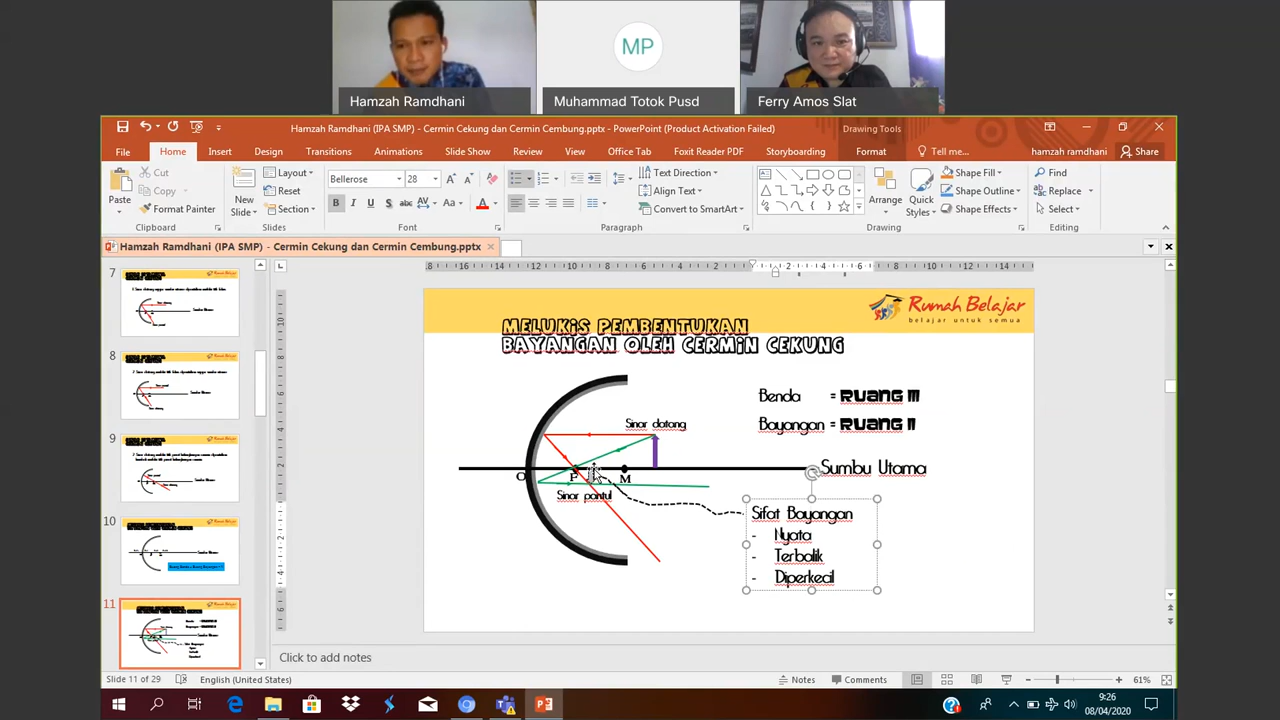 MP
Hamzah Ramdhani
Muhammad Totok Pusd
Ferry Amos Slat
Hamzah Ramdhani (IPA SMP) - Cermin Cekung dan Cermin Cembung.pptx - PowerPoint (Product Activation Failed)
Drawing Tools
File Home Insert Design Transitions Animations Slide Show Review View Office Tab Foxit Reader PDF Storyboarding Format Tell me... hamzah ramdhani Share
Paste
Cut
Copy
Format Painter
Clipboard
New Slide
Layout
Reset
Section
Slides
Bellerose 28
Font
Text Direction
Align Text
Convert to SmartArt
Paragraph
Arrange
Quick Styles
Shape Fill
Shape Outline
Shape Effects
Drawing
Find
Replace
Select
Editing
Hamzah Ramdhani (IPA SMP) - Cermin Cekung dan Cermin Cembung.pptx
7
8
9
10
11
Rumah Belajar
belajar untuk semua
MELUKIS PEMBENTUKAN
BAYANGAN OLEH CERMIN CEKUNG
Benda = RUANG III
Bayangan = RUANG II
Sinar datang
Sumbu Utama
O P M
Sinar pantul
Sifat Bayangan
- Nyata
- Terbalik
- Diperkecil
Click to add notes
Slide 11 of 29 English (United States) Notes Comments 61%
9:26
08/04/2020